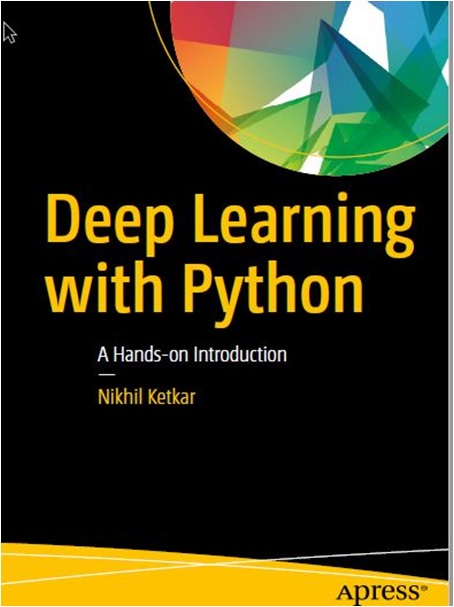 Deep Learning
with Python
A Hands-on Introduction
Nikhil Ketkar
Apress®